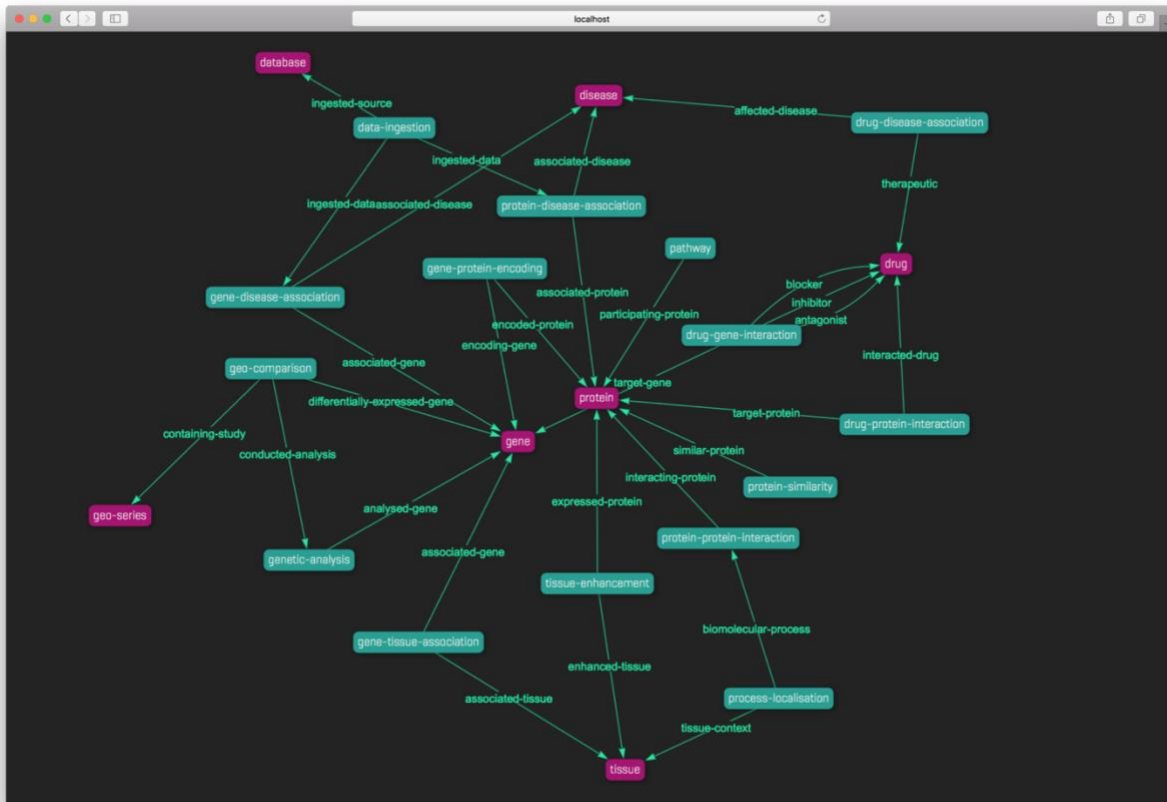 localhost
database
disease
ingested-source
affected-disease
drug-disease-association
data-ingestion
ingested-data
associated-disease
therapeutic
ingested-data
associated-disease
protein-disease-association
pathway
gene-protein-encoding
drug
blocker
gene-disease-association
associated-protein
inhibitor
participating-protein
antagonist
encoded-protein
drug-gene-interaction
encoding-gene
interacted-drug
associated-gene
geo-comparison
target-gene
differentially-expressed-gene
protein
target-protein
drug-protein-interaction
containing-study
gene
similar-protein
conducted-analysis
interacting-protein
protein-similarity
expressed-protein
analysed-gene
geo-series
protein-protein-interaction
associated-gene
genetic-analysis
tissue-enhancement
biomolecular-process
gene-tissue-association
enhanced-tissue
associated-tissue
process-localisation
tissue-context
tissue